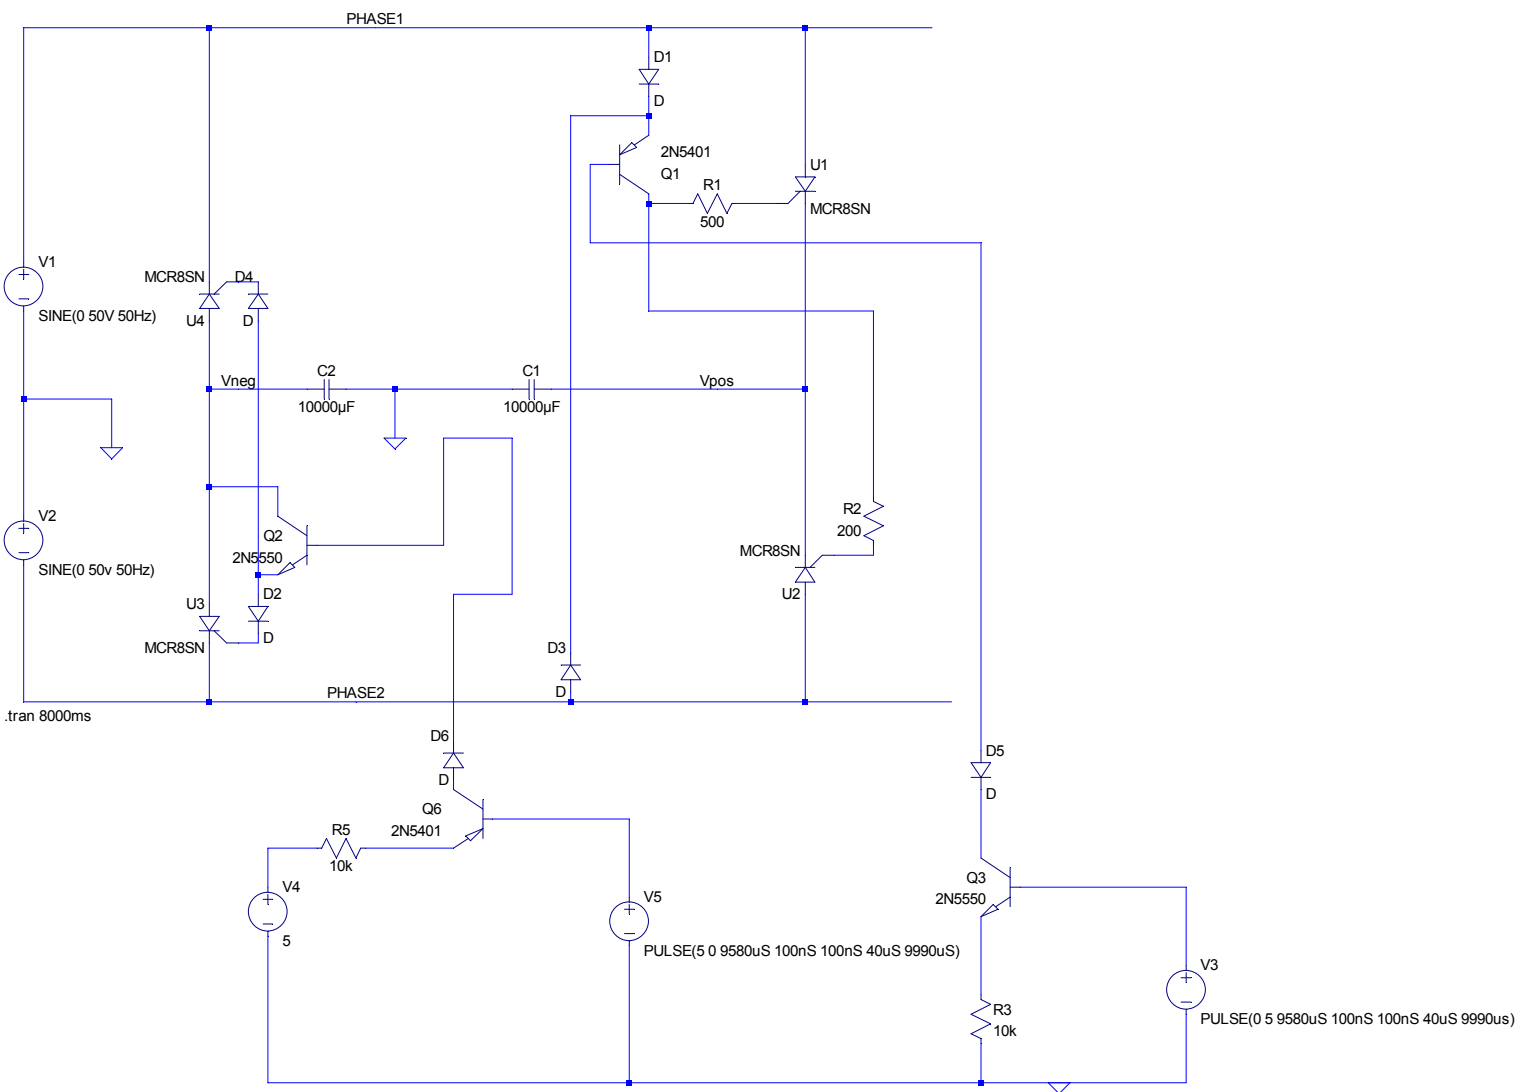 PHASE1
D1
D
2N5401
Q1
U1
R1
MCR8SN
500
V1
MCR8SN
D4
SINE(0 50V 50Hz)
U4
D
C2
C1
Vneg
Vpos
10000µF
10000µF
V2
R2
200
Q2
2N5550
MCR8SN
SINE(0 50v 50Hz)
U2
U3
D2
D
MCR8SN
D3
D
PHASE2
.tran 8000ms
D6
D
D5
D
Q6
2N5401
R5
10k
Q3
2N5550
V4
5
V5
PULSE(5 0 9580uS 100nS 100nS 40uS 9990uS)
V3
R3
10k
PULSE(0 5 9580uS 100nS 100nS 40uS 9990us)